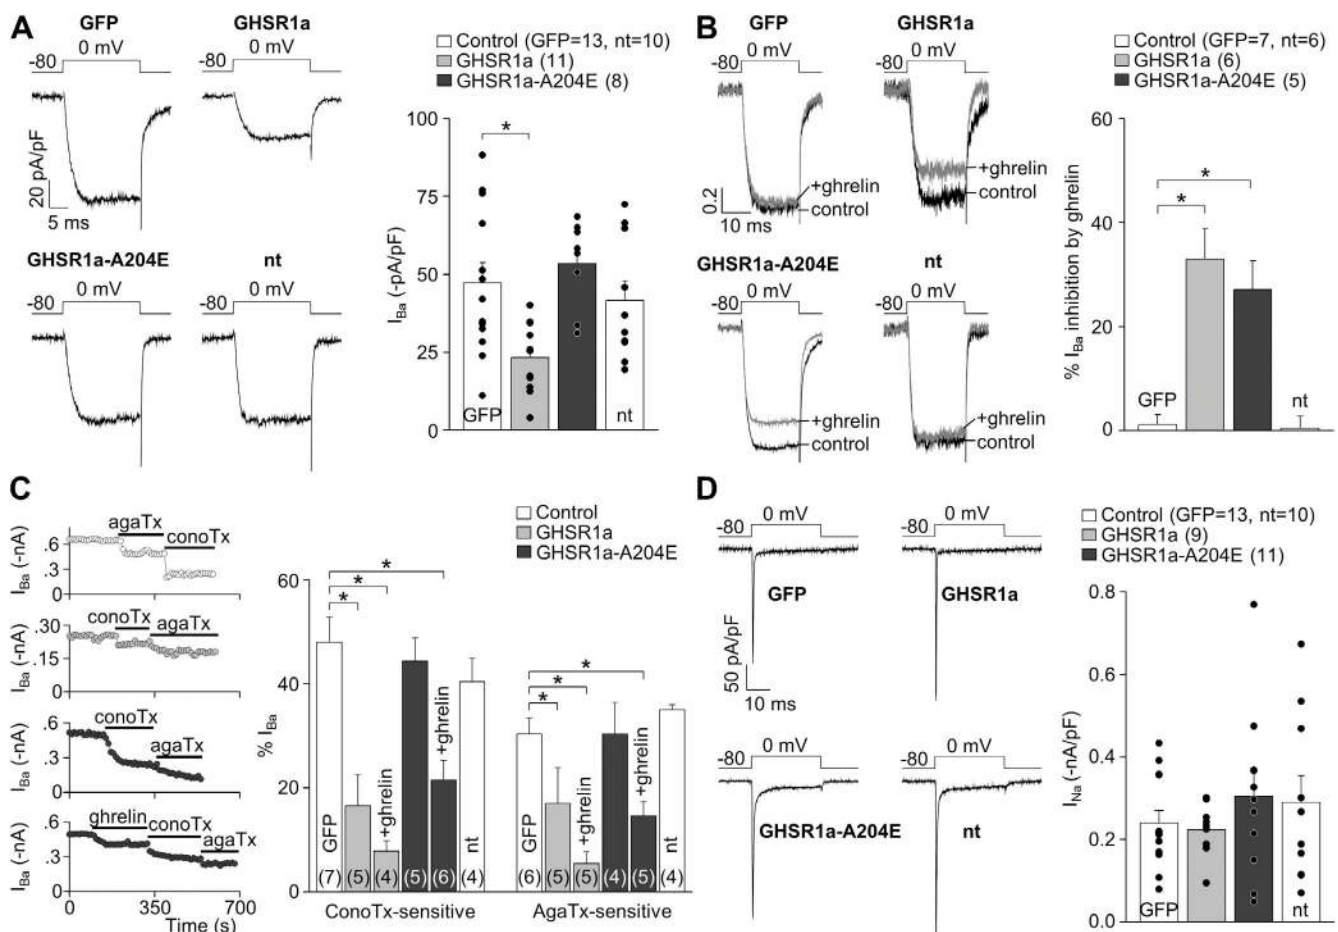 A
GFP
GHSR1a
-80
0 mV
-80
0 mV
20 pA/pF
5 ms
GHSR1a-A204E
nt
-80
0 mV
-80
0 mV
Control (GFP=13, nt=10)
GHSR1a (11)
GHSR1a-A204E (8)
*
I_Ba (-pA/pF)
100
75
50
25
0
GFP
nt
B
GFP
GHSR1a
-80
0 mV
-80
0 mV
+ghrelin
control
+ghrelin
control
0.2
10 ms
GHSR1a-A204E
nt
-80
0 mV
-80
0 mV
+ghrelin
control
+ghrelin
control
Control (GFP=7, nt=6)
GHSR1a (6)
GHSR1a-A204E (5)
% I_Ba inhibition by ghrelin
60
40
20
0
*
*
GFP
nt
C
I_Ba (-nA)
.6
.3
0
agaTx
conoTx
I_Ba (-nA)
.30
.15
0
conoTx
agaTx
I_Ba (-nA)
.6
.3
0
conoTx
agaTx
I_Ba (-nA)
.6
.3
0
ghrelin
conoTx
agaTx
0
350
700
Time (s)
Control
GHSR1a
GHSR1a-A204E
% I_Ba
60
40
20
0
*
*
*
*
*
*
GFP
+ghrelin
+ghrelin
nt
GFP
+ghrelin
+ghrelin
nt
(7)
(5)
(4)
(5)
(6)
(4)
(6)
(5)
(5)
(4)
(5)
(4)
ConoTx-sensitive
AgaTx-sensitive
D
-80
0 mV
-80
0 mV
GFP
GHSR1a
50 pA/pF
10 ms
-80
0 mV
-80
0 mV
GHSR1a-A204E
nt
Control (GFP=13, nt=10)
GHSR1a (9)
GHSR1a-A204E (11)
I_Na (-nA/pF)
0.8
0.6
0.4
0.2
0.0
GFP
nt